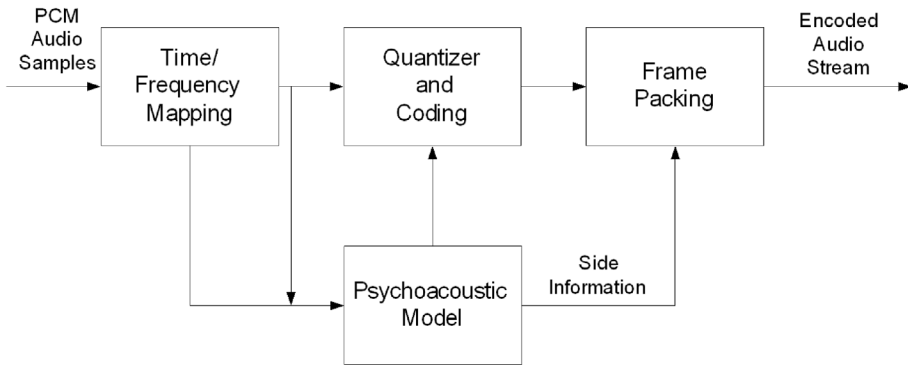 PCM
Audio
Samples
Time/
Frequency
Mapping
Quantizer
and
Coding
Frame
Packing
Encoded
Audio
Stream
Psychoacoustic
Model
Side
Information